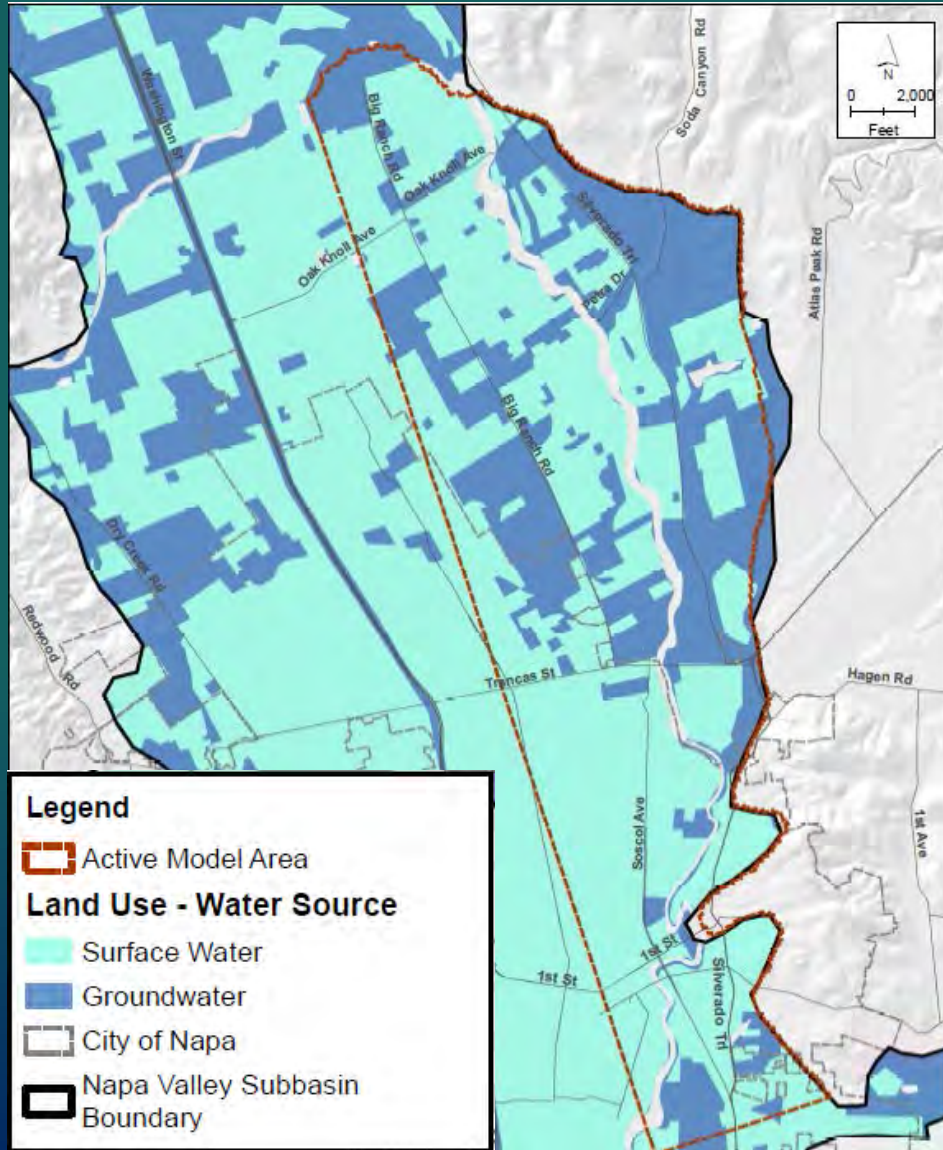 Soda Canyon Rd
N
0 2,000
Feet
Washington St
Big Ranch Rd
Oak Knoll Ave
Silverado Trl
Oak Knoll Ave
Petra Dr
Atlas Peak Rd
Big Ranch Rd
Dry Creek Rd
Redwood Rd
Trancas St
Hagen Rd
Soscol Ave
1st Ave
1st St
1st St
Silverado Trl
Legend
Active Model Area
Land Use - Water Source
Surface Water
Groundwater
City of Napa
Napa Valley Subbasin
Boundary